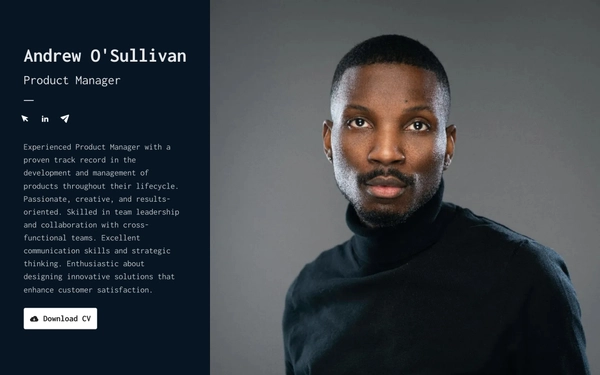 Andrew O'Sullivan
Product Manager
in
Experienced Product Manager with a
proven track record in the
development and management of
products throughout their lifecycle.
Passionate, creative, and results-
oriented. Skilled in team leadership
and collaboration with cross-
functional teams. Excellent
communication skills and strategic
thinking. Enthusiastic about
designing innovative solutions that
enhance customer satisfaction.
Download CV